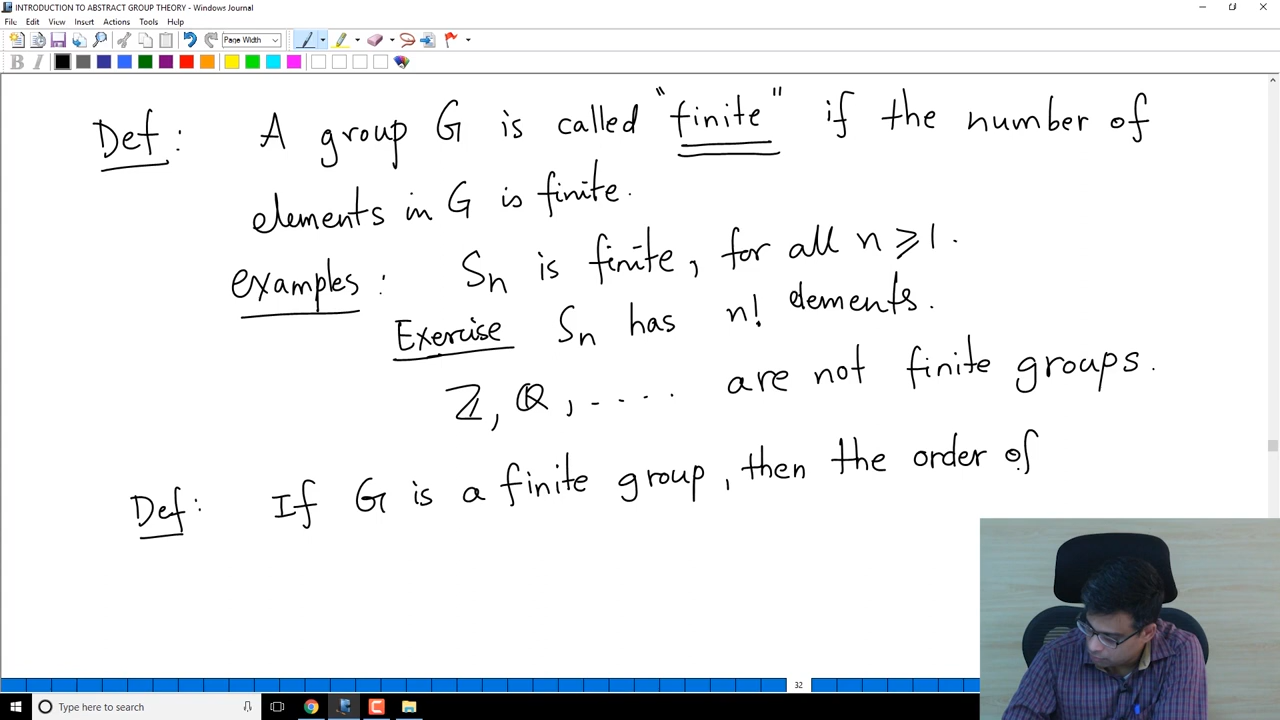 INTRODUCTION TO ABSTRACT GROUP THEORY - Windows Journal
File Edit View Insert Actions Tools Help
Page Width
B I
Def : A group G is called "finite" if the number of
elements in G is finite.
examples : Sn is finite, for all n ⩾ 1.
Exercise Sn has n! elements.
ℤ, ℚ, .... are not finite groups.
Def : If G is a finite group, then the order of
32
Type here to search